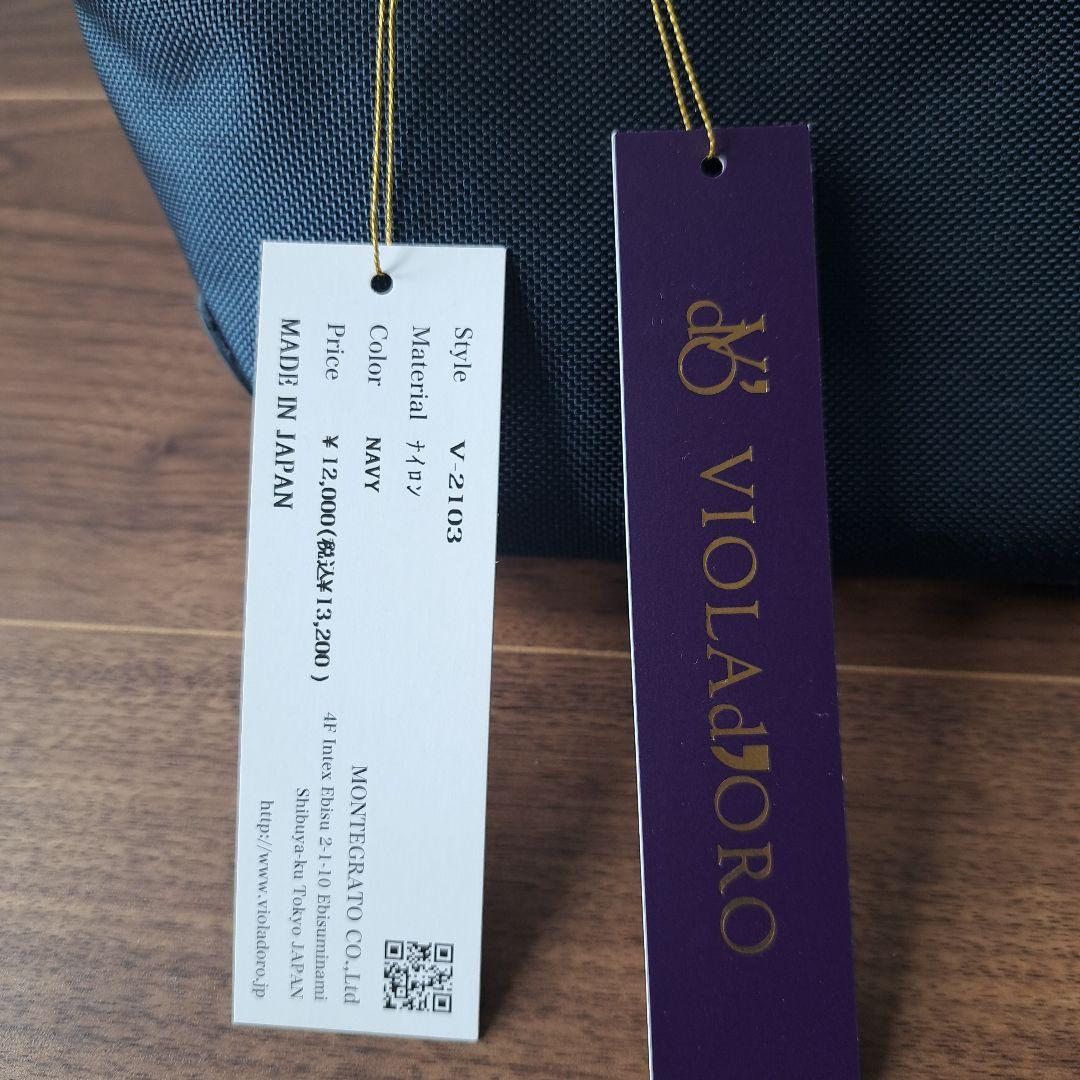 Style V-2103
Material ナイロン
Color NAVY
Price ¥12,000(税込¥13,200)
MADE IN JAPAN
MONTEGRATO CO.,Ltd
4F Intex Ebisu 2-1-10 Ebisuminami
Shibuya-ku Tokyo JAPAN
http://www.violadoro.jp
dV'O
VIOLAd'ORO